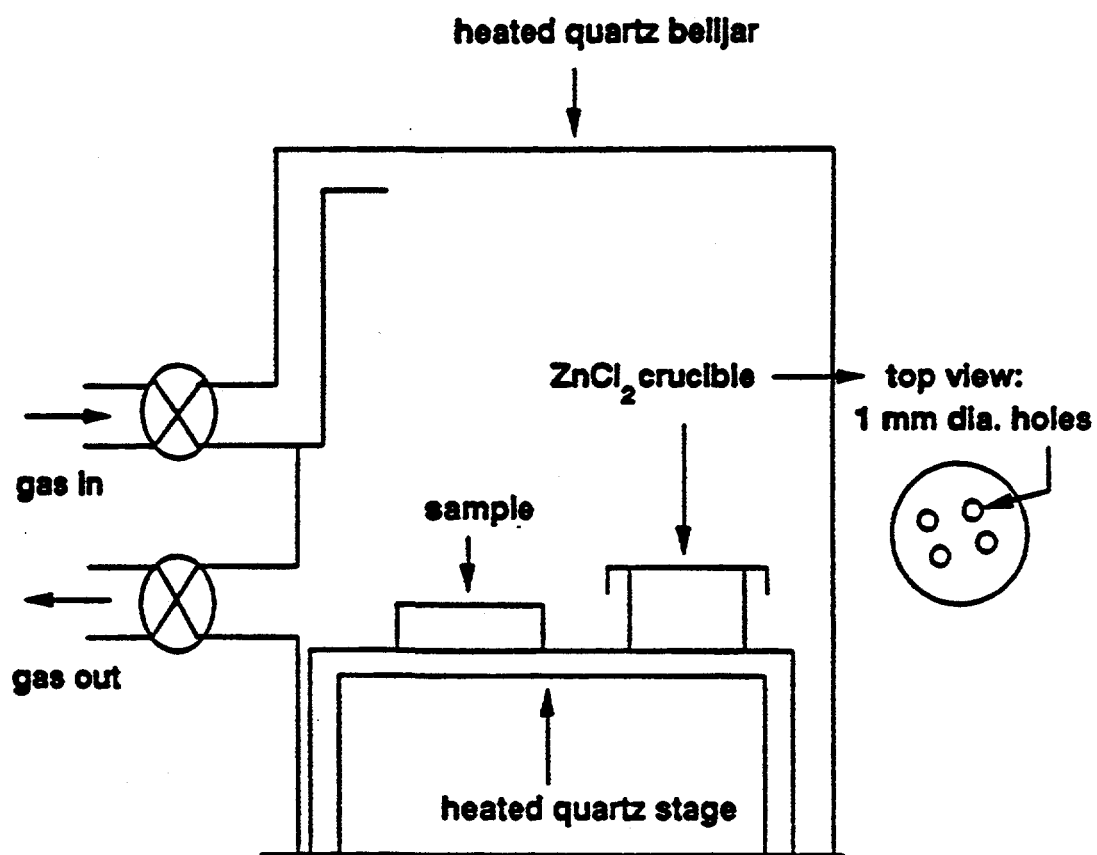 heated quartz belljar
ZnCl₂ crucible
top view:
1 mm dia. holes
gas in
sample
gas out
heated quartz stage